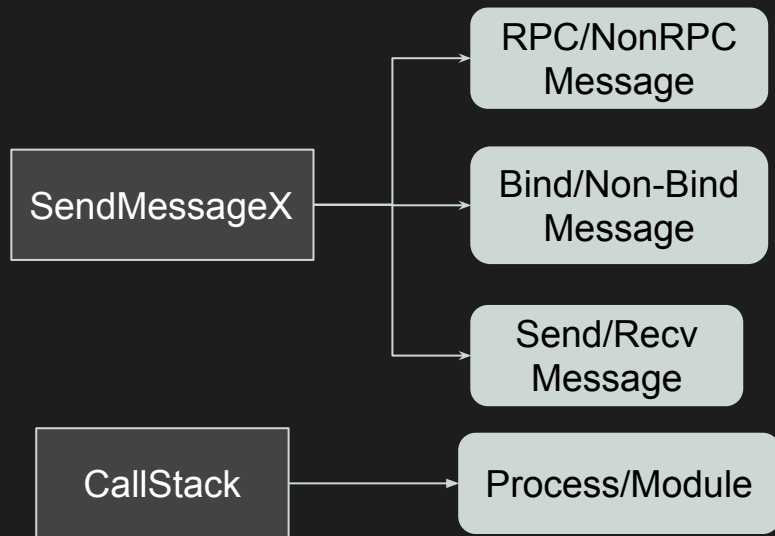 RPC/NonRPC
Message
SendMessageX
Bind/Non-Bind
Message
Send/Recv
Message
CallStack
Process/Module